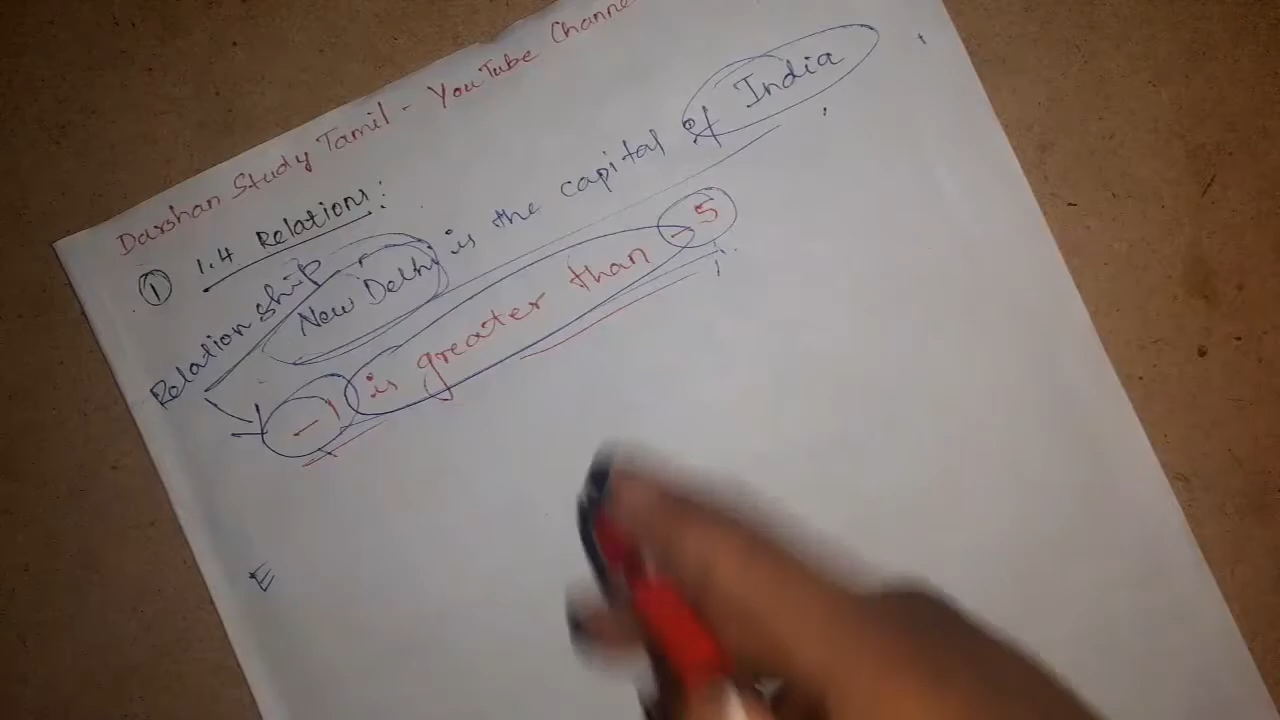 Darshan Study Tamil - YouTube Channe
① 1.4 Relations:
Relationship
New Delhi is the capital of India
-1 is greater than -5
E